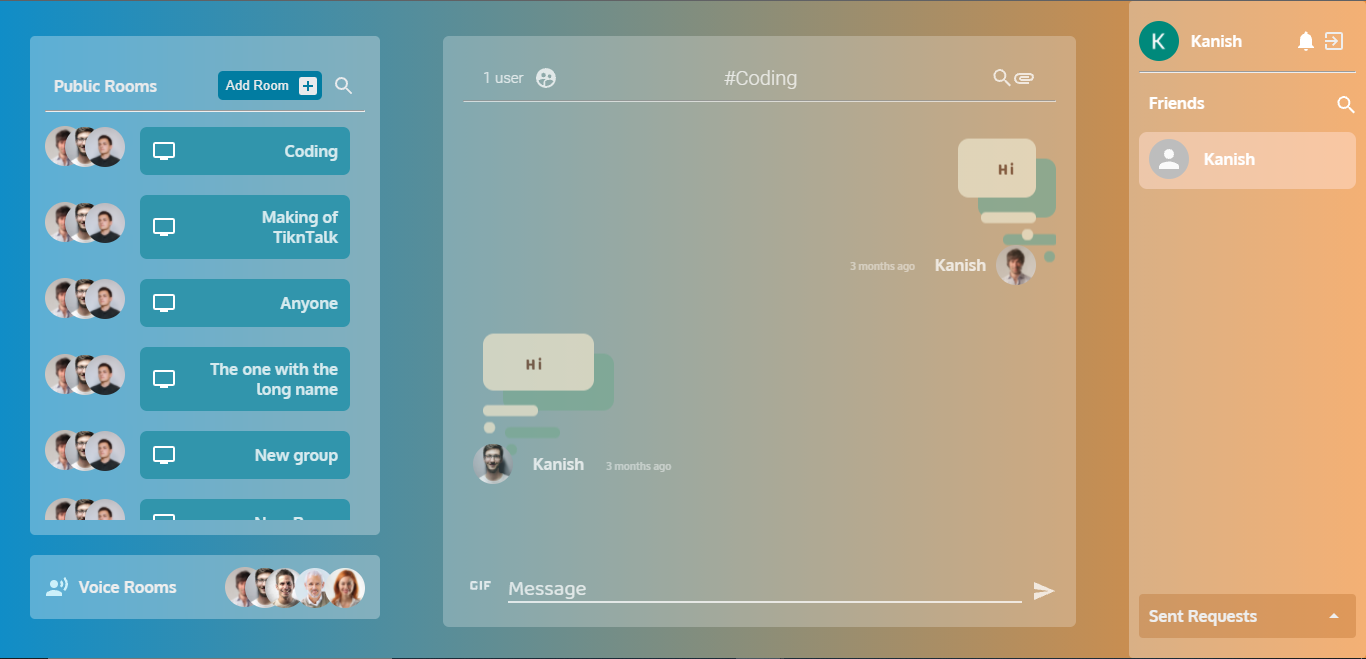 Public Rooms
Add Room
Coding
Making of
TiknTalk
Anyone
The one with the
long name
New group
Voice Rooms
1 user
#Coding
Hi
3 months ago
Kanish
Hi
Kanish
3 months ago
GIF
Message
K
Kanish
Friends
Kanish
Sent Requests